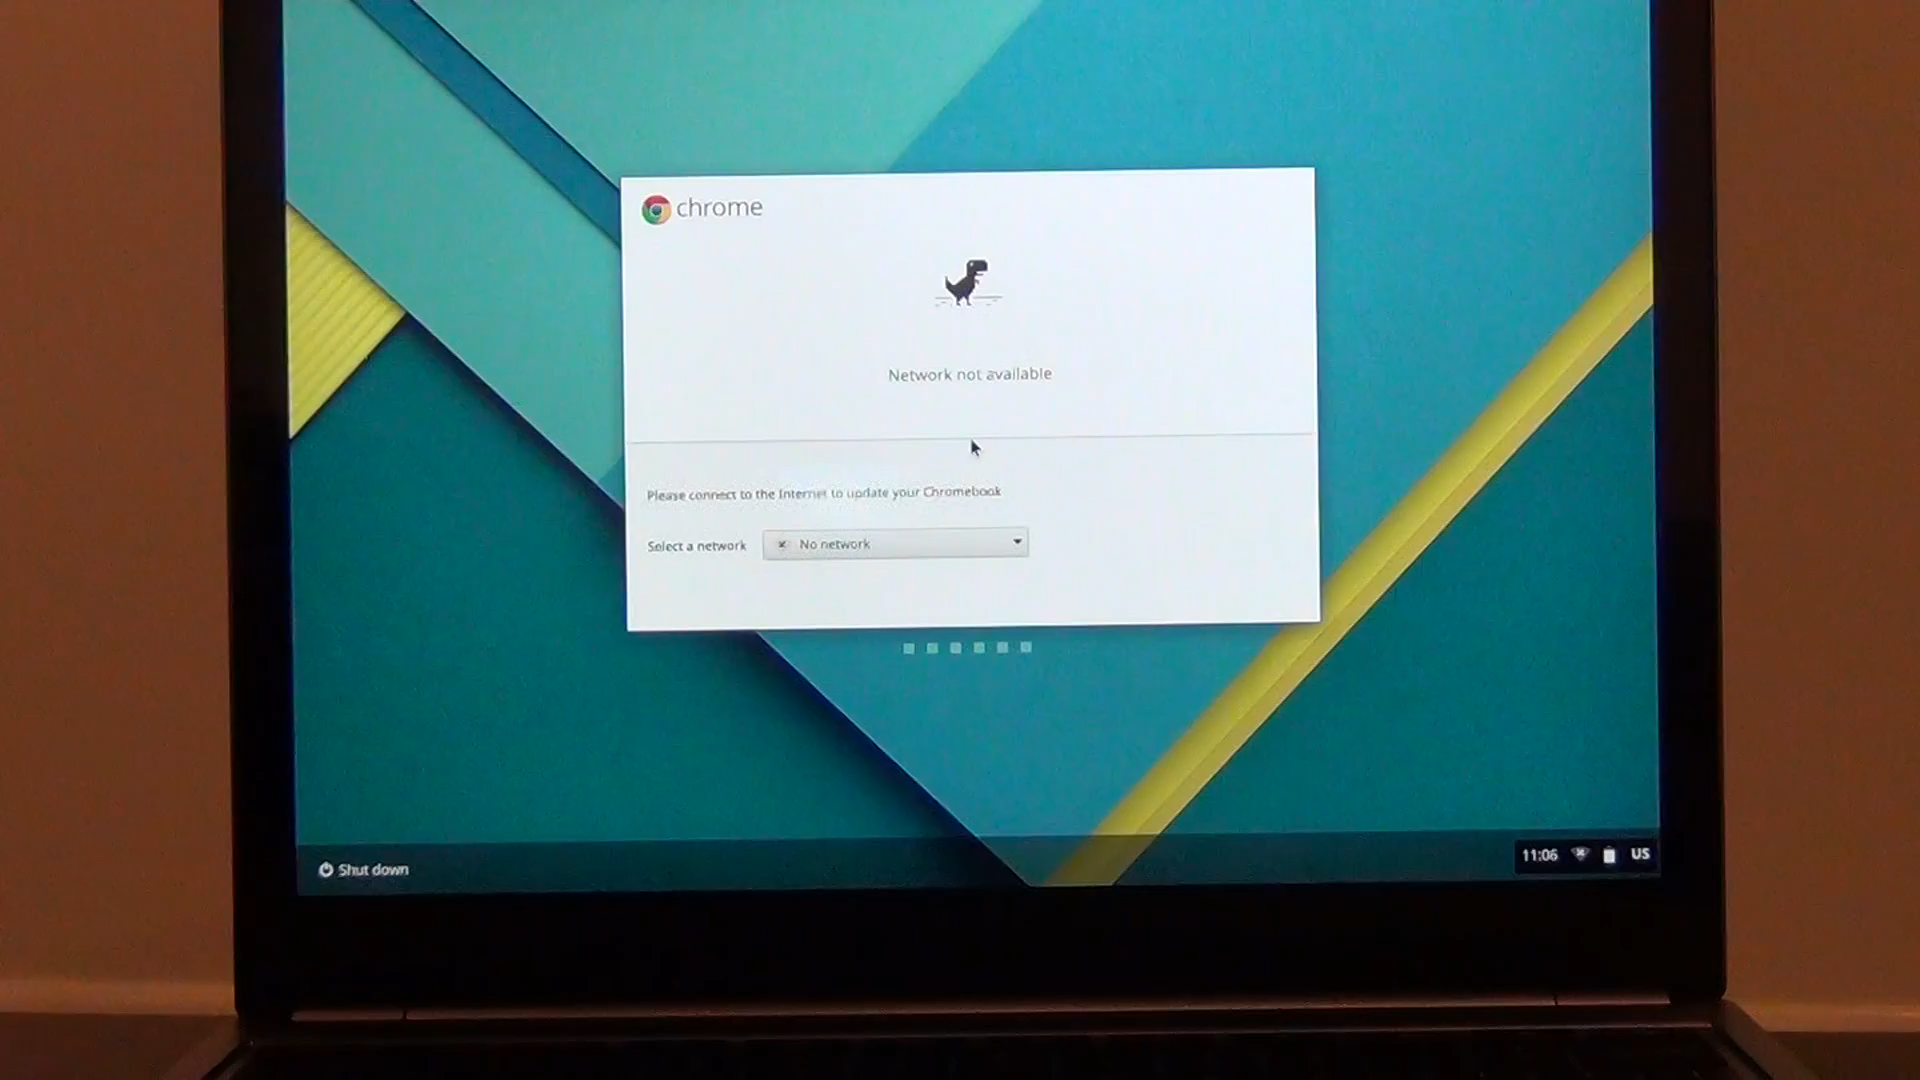 chrome
Network not available
Please connect to the Internet to update your Chromebook
Select a network
No network
Shut down
11:06
US